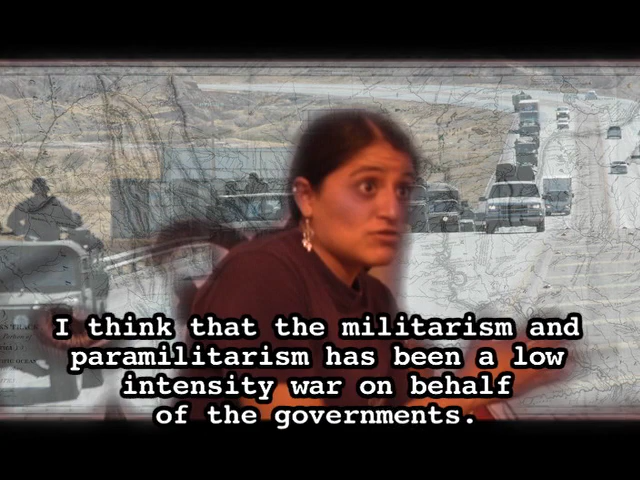 I think that the militarism and
paramilitarism has been a low
intensity war on behalf
of the governments.